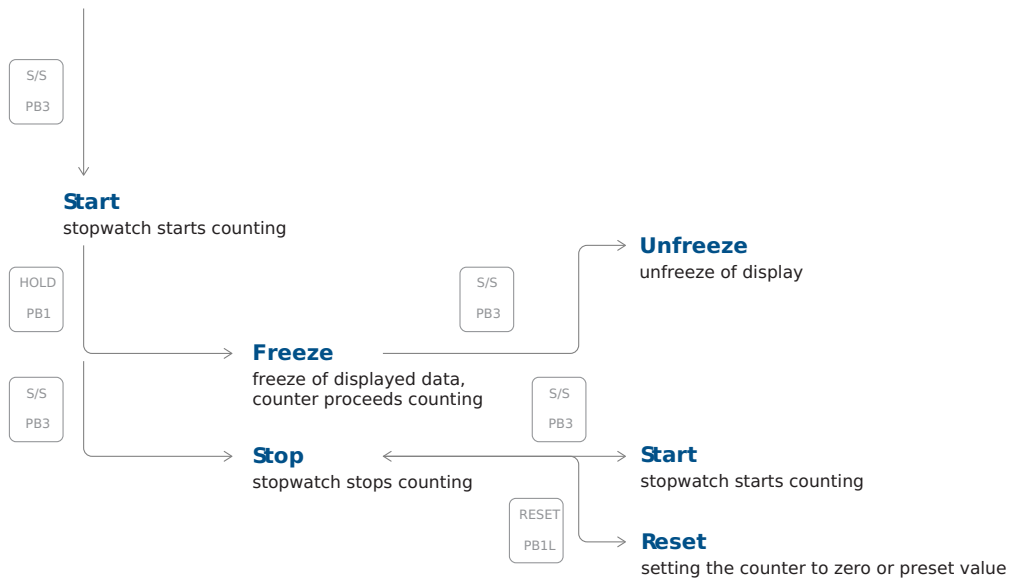 S/S
PB3
Start
stopwatch starts counting
HOLD
PB1
S/S
PB3
Unfreeze
unfreeze of display
Freeze
freeze of displayed data,
counter proceeds counting
S/S
PB3
S/S
PB3
Stop
stopwatch stops counting
Start
stopwatch starts counting
RESET
PB1L
Reset
setting the counter to zero or preset value